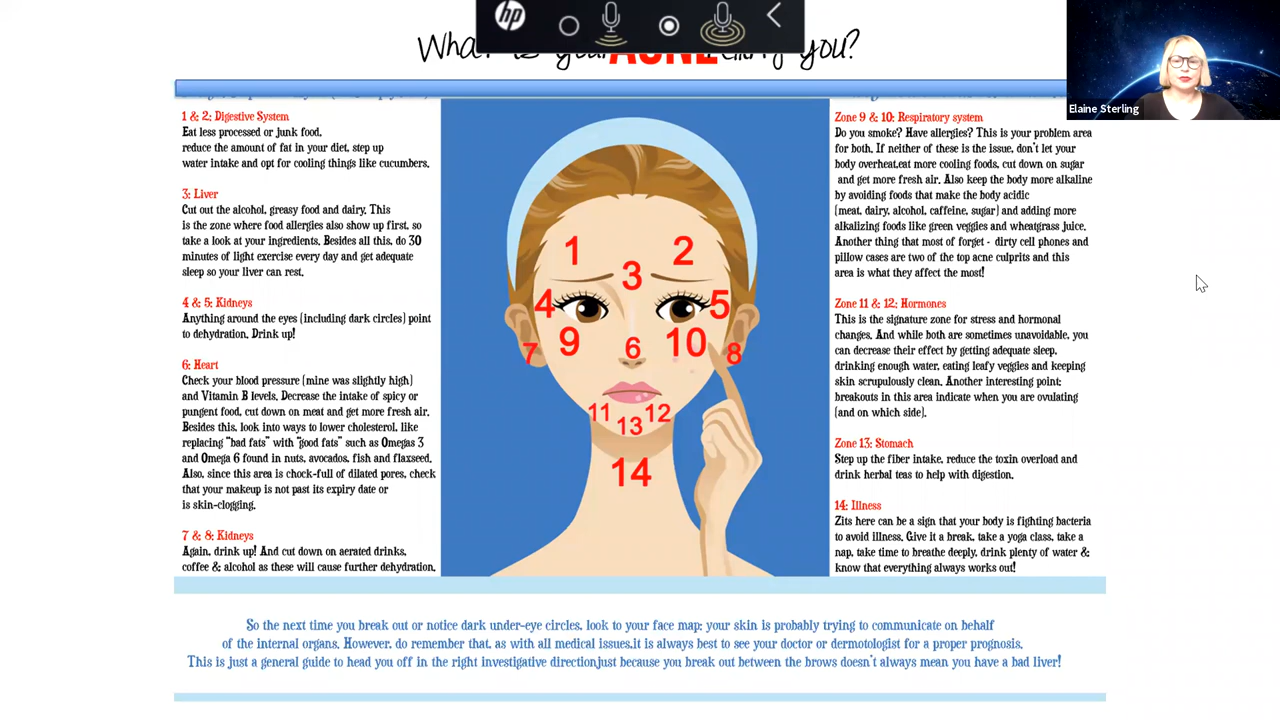 hp
What is your ACNE telling you?
Elaine Sterling
1 & 2: Digestive System
Eat less processed or junk food,
reduce the amount of fat in your diet, step up
water intake and opt for cooling things like cucumbers.
3: Liver
Cut out the alcohol, greasy food and dairy. This
is the zone where food allergies also show up first, so
take a look at your ingredients. Besides all this, do 30
minutes of light exercise every day and get adequate
sleep so your liver can rest.
4 & 5: Kidneys
Anything around the eyes (including dark circles) point
to dehydration. Drink up!
6: Heart
Check your blood pressure (mine was slightly high)
and Vitamin B levels. Decrease the intake of spicy or
pungent food, cut down on meat and get more fresh air.
Besides this, look into ways to lower cholesterol, like
replacing "bad fats" with "good fats" such as Omegas 3
and Omega 6 found in nuts, avocados, fish and flaxseed.
Also, since this area is chock-full of dilated pores, check
that your makeup is not past its expiry date or
is skin-clogging.
7 & 8: Kidneys
Again, drink up! And cut down on aerated drinks,
coffee & alcohol as these will cause further dehydration.
1
2
3
4
5
9
10
6
7
8
11
12
13
14
Zone 9 & 10: Respiratory system
Do you smoke? Have allergies? This is your problem area
for both. If neither of these is the issue, don't let your
body overheat,eat more cooling foods, cut down on sugar
and get more fresh air. Also keep the body more alkaline
by avoiding foods that make the body acidic
(meat, dairy, alcohol, caffeine, sugar) and adding more
alkalizing foods like green veggies and wheatgrass juice.
Another thing that most of forget - dirty cell phones and
pillow cases are two of the top acne culprits and this
area is what they affect the most!
Zone 11 & 12: Hormones
This is the signature zone for stress and hormonal
changes. And while both are sometimes unavoidable, you
can decrease their effect by getting adequate sleep,
drinking enough water, eating leafy veggies and keeping
skin scrupulously clean. Another interesting point:
breakouts in this area indicate when you are ovulating
(and on which side).
Zone 13: Stomach
Step up the fiber intake, reduce the toxin overload and
drink herbal teas to help with digestion.
14: Illness
Zits here can be a sign that your body is fighting bacteria
to avoid illness. Give it a break, take a yoga class, take a
nap, take time to breathe deeply, drink plenty of water &
know that everything always works out!
So the next time you break out or notice dark under-eye circles, look to your face map; your skin is probably trying to communicate on behalf
of the internal organs. However, do remember that, as with all medical issues,it is always best to see your doctor or dermotologist for a proper prognosis.
This is just a general guide to head you off in the right investigative direction,just because you break out between the brows doesn't always mean you have a bad liver!